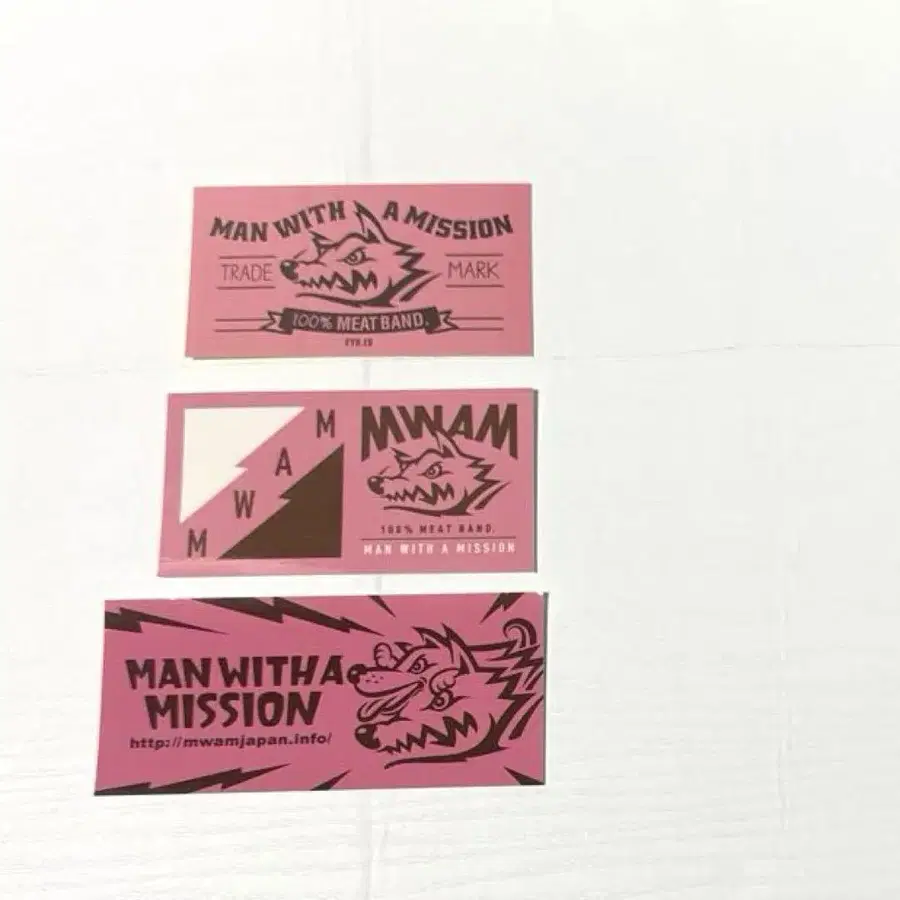 MAN WITH A MISSION
TRADE MARK
100% MEAT BAND.
M
A
W
M
MWAM
100% MEAT BAND.
MAN WITH A MISSION
MAN WITH A
MISSION
http://mwamjapan.info/